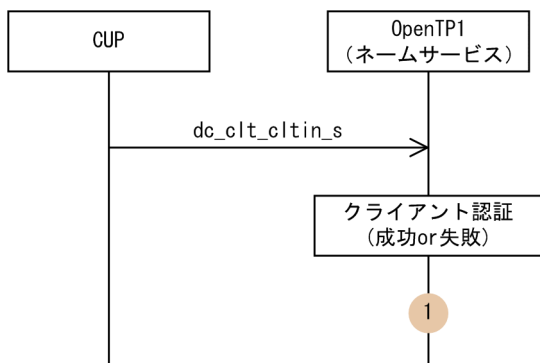 CUP
OpenTP1
（ネームサービス）
dc_clt_cltin_s
クライアント認証
（成功or失敗）
1